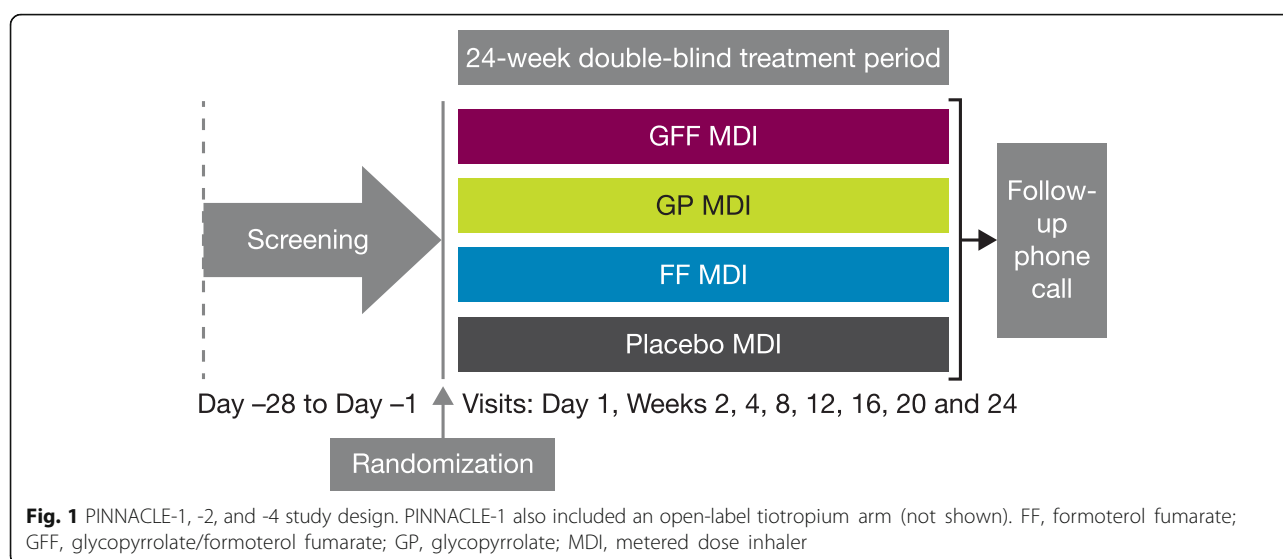 24-week double-blind treatment period
GFF MDI
GP MDI
FF MDI
Placebo MDI
Screening
Follow-
up
phone
call
Day –28 to Day –1
Visits: Day 1, Weeks 2, 4, 8, 12, 16, 20 and 24
Randomization
Fig. 1 PINNACLE-1, -2, and -4 study design. PINNACLE-1 also included an open-label tiotropium arm (not shown). FF, formoterol fumarate;
GFF, glycopyrrolate/formoterol fumarate; GP, glycopyrrolate; MDI, metered dose inhaler